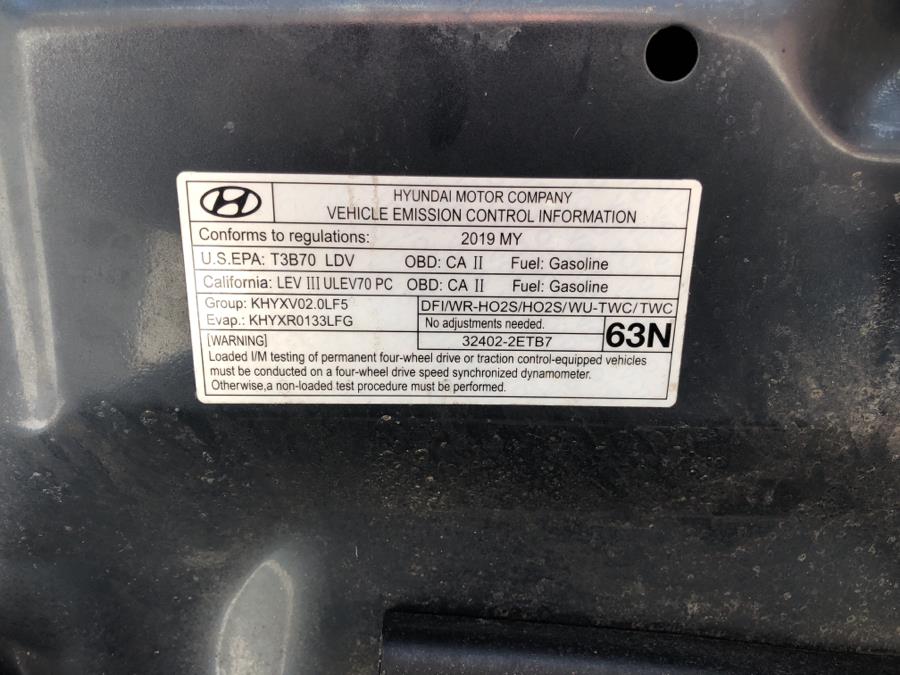 HYUNDAI MOTOR COMPANY
VEHICLE EMISSION CONTROL INFORMATION
Conforms to regulations: 2019 MY
U.S.EPA: T3B70 LDV OBD: CA II Fuel: Gasoline
California: LEV III ULEV70 PC OBD: CA II Fuel: Gasoline
Group: KHYXV02.0LF5 DFI/WR-HO2S/HO2S/WU-TWC/TWC
Evap.: KHYXR0133LFG No adjustments needed. 63N
[WARNING] 32402-2ETB7
Loaded I/M testing of permanent four-wheel drive or traction control-equipped vehicles
must be conducted on a four-wheel drive speed synchronized dynamometer.
Otherwise,a non-loaded test procedure must be performed.